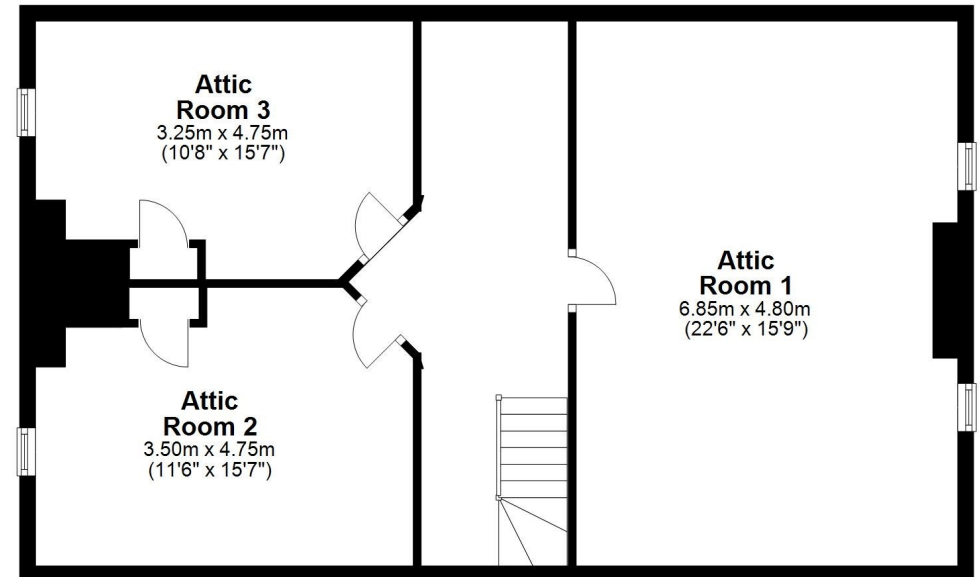 Attic
Room 3
3.25m x 4.75m
(10'8" x 15'7")
Attic
Room 1
6.85m x 4.80m
(22'6" x 15'9")
Attic
Room 2
3.50m x 4.75m
(11'6" x 15'7")